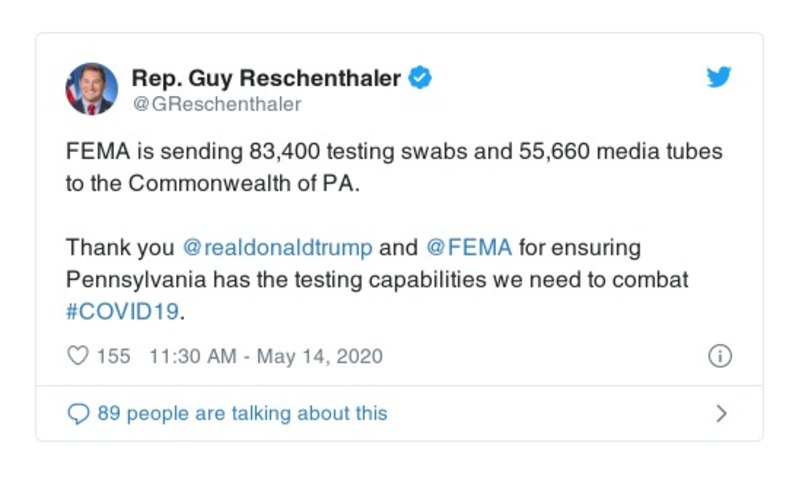 Rep. Guy Reschenthaler
@GReschenthaler
FEMA is sending 83,400 testing swabs and 55,660 media tubes
to the Commonwealth of PA.
Thank you @realdonaldtrump and @FEMA for ensuring
Pennsylvania has the testing capabilities we need to combat
#COVID19.
155 11:30 AM - May 14, 2020
89 people are talking about this